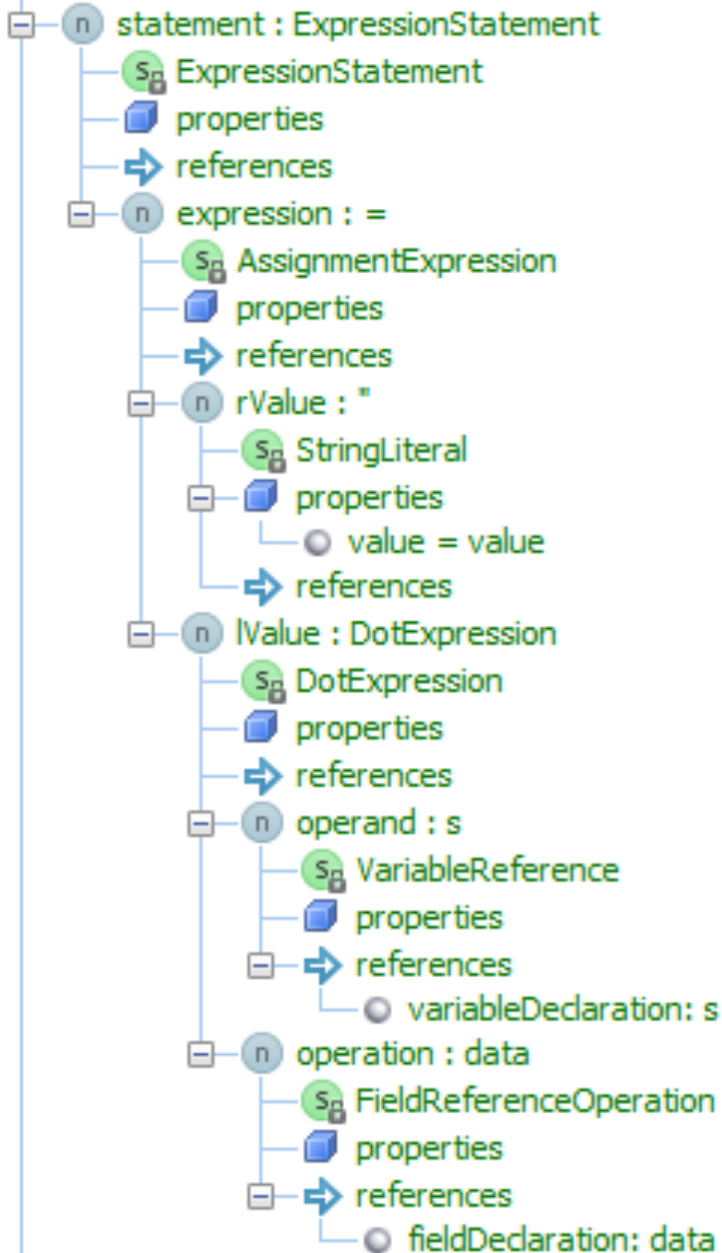 n statement : ExpressionStatement
S ExpressionStatement
properties
references
n expression : =
S AssignmentExpression
properties
references
n rValue : "
S StringLiteral
properties
value = value
references
n lValue : DotExpression
S DotExpression
properties
references
n operand : s
S VariableReference
properties
references
variableDeclaration: s
n operation : data
S FieldReferenceOperation
properties
references
fieldDeclaration: data